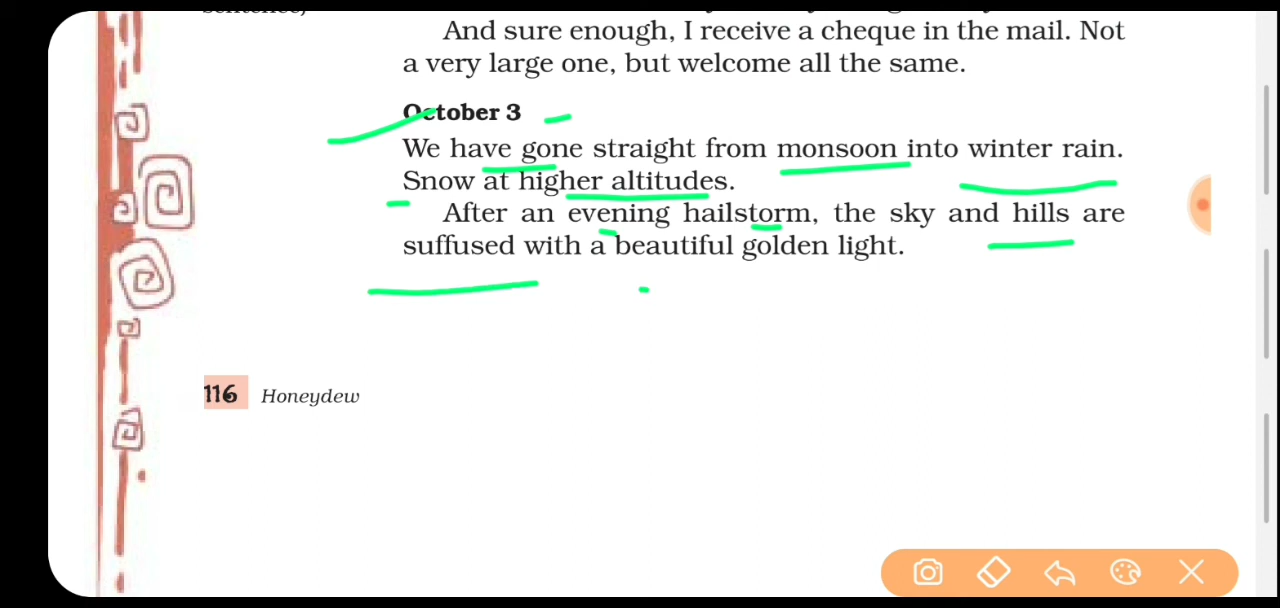 And sure enough, I receive a cheque in the mail. Not
a very large one, but welcome all the same.
October 3
We have gone straight from monsoon into winter rain.
Snow at higher altitudes.
After an evening hailstorm, the sky and hills are
suffused with a beautiful golden light.
116 Honeydew